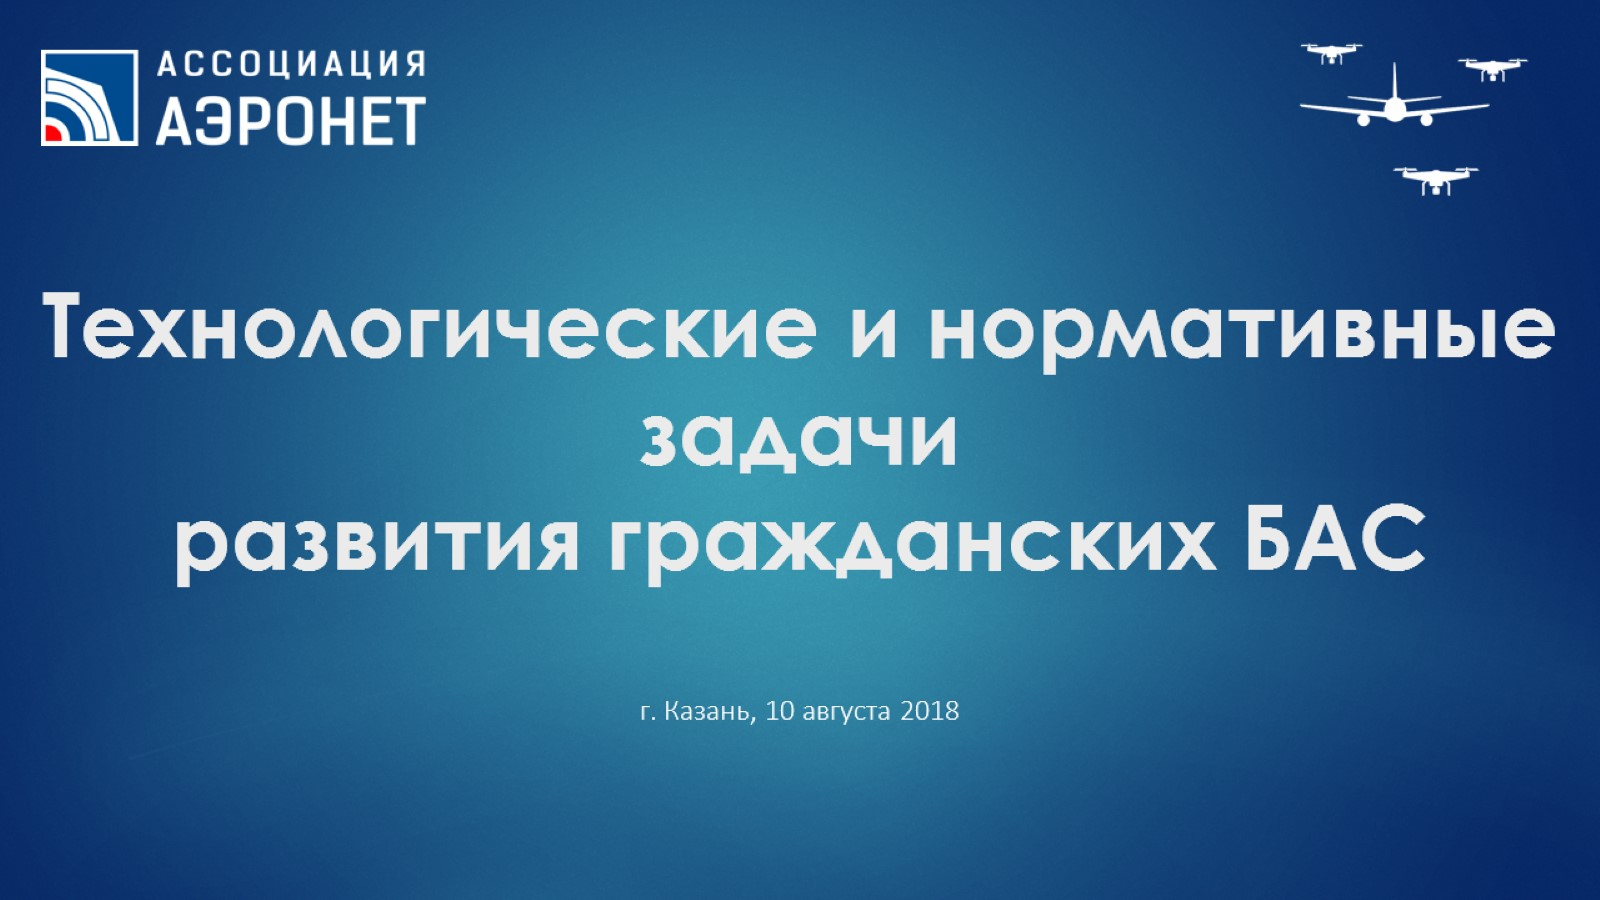 АССОЦИАЦИЯ
АЭРОНЕТ
Технологические и нормативные
задачи
развития гражданских БАС
г. Казань, 10 августа 2018